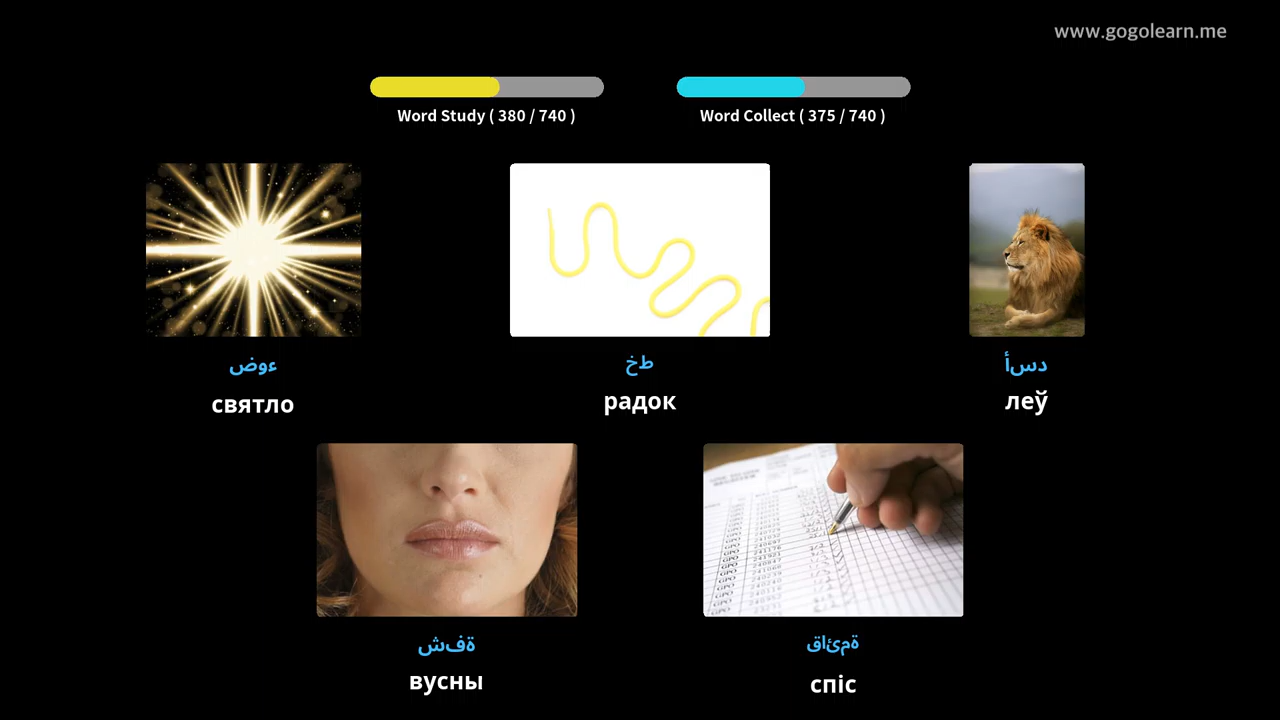 www.gogolearn.me
Word Study ( 380 / 740 )
Word Collect ( 375 / 740 )
ءوض
святло
طخ
радок
دسأ
леў
ةفش
вусны
ةمئاق
спіс